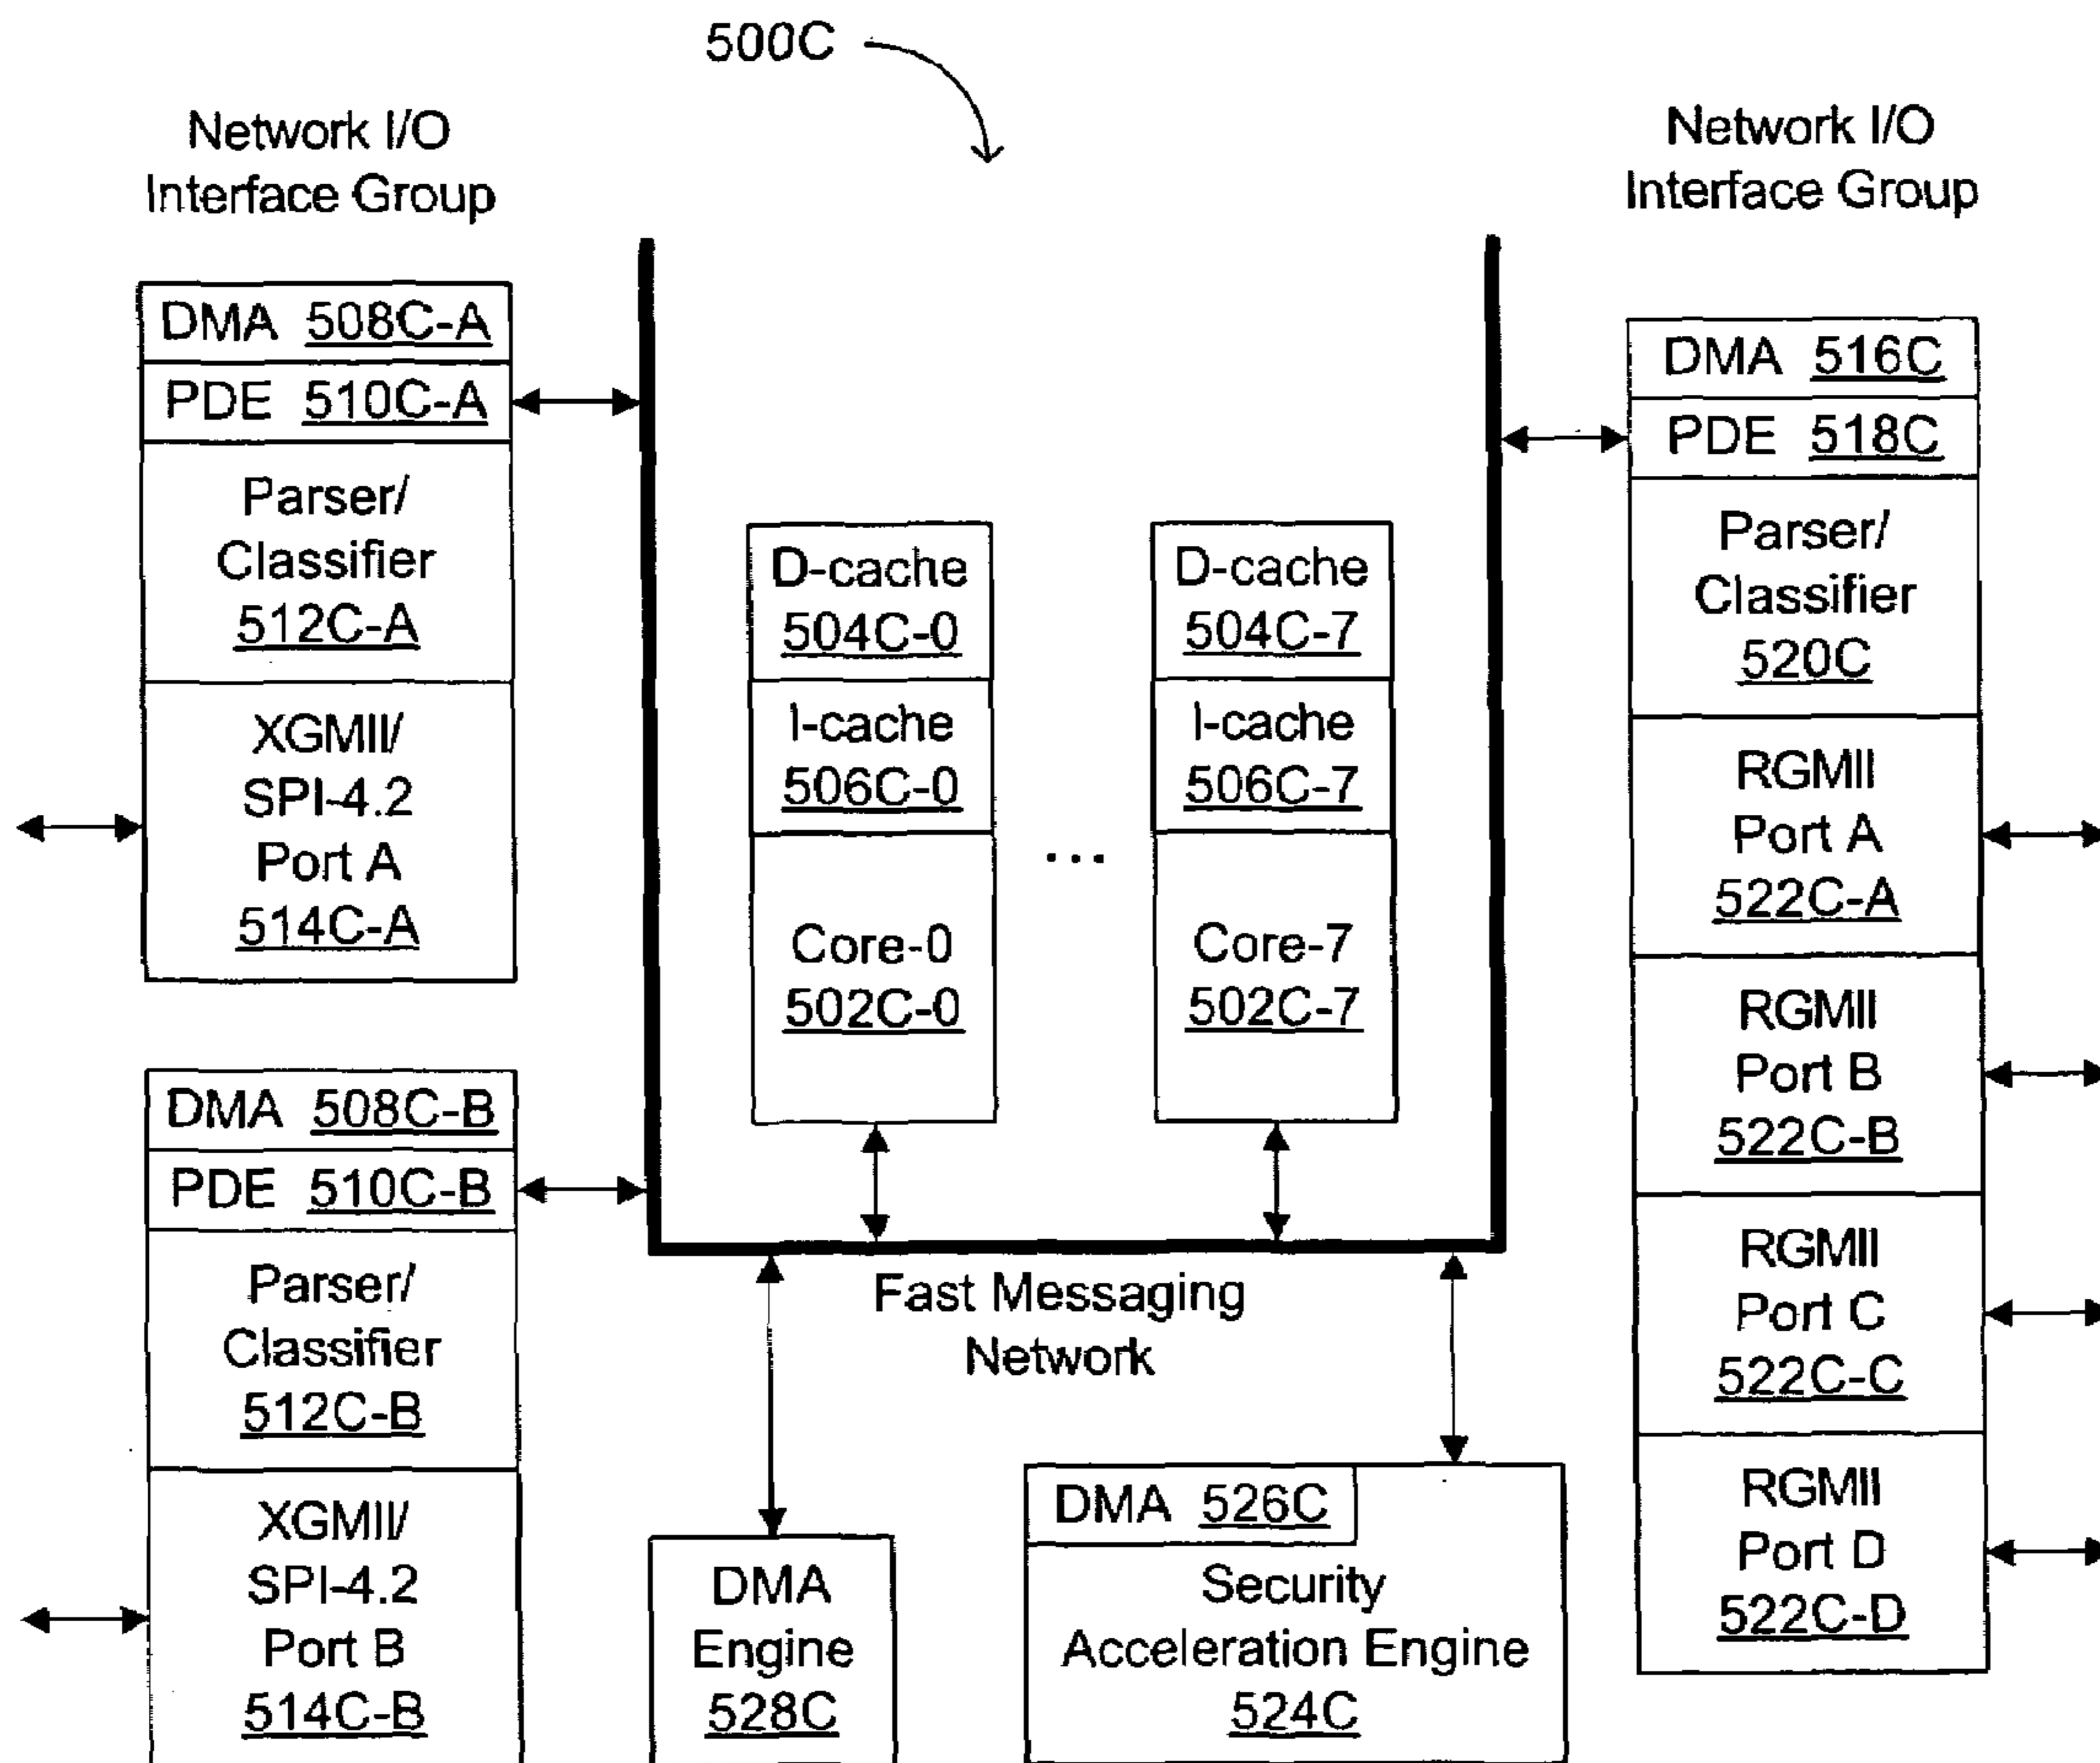 500C
Network I/O
Interface Group
DMA 508C-A
PDE 510C-A
Parser/
Classifier
512C-A
XGMII/
SPI-4.2
Port A
514C-A
DMA 508C-B
PDE 510C-B
Parser/
Classifier
512C-B
XGMII/
SPI-4.2
Port B
514C-B
D-cache
504C-0
I-cache
506C-0
Core-0
502C-0
...
D-cache
504C-7
I-cache
506C-7
Core-7
502C-7
Fast Messaging
Network
DMA
Engine
528C
DMA 526C
Security
Acceleration Engine
524C
Network I/O
Interface Group
DMA 516C
PDE 518C
Parser/
Classifier
520C
RGMII
Port A
522C-A
RGMII
Port B
522C-B
RGMII
Port C
522C-C
RGMII
Port D
522C-D